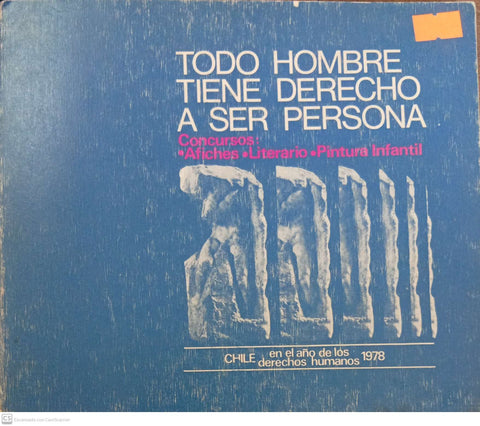 TODO HOMBRE
TIENE DERECHO
A SER PERSONA
Concursos:
•Afiches •Literario •Pintura Infantil
CHILE en el año de los derechos humanos 1978
CS Escaneado con CamScanner